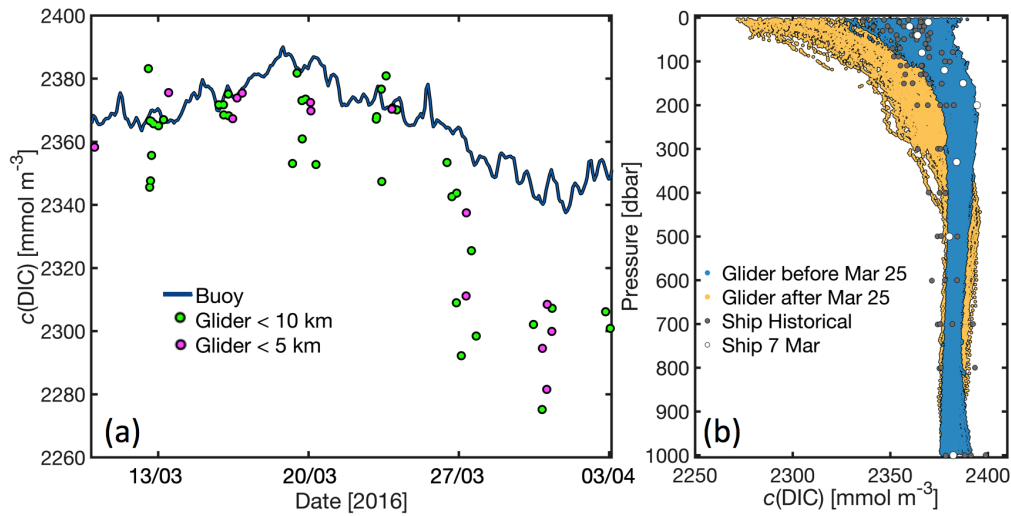 2400
2380
2360
2340
2320
2300
2280
2260
c(DIC) [mmol m⁻³]
Buoy
Glider < 10 km
Glider < 5 km
(a)
13/03
20/03
27/03
03/04
Date [2016]
0
100
200
300
400
500
600
700
800
900
1000
Pressure [dbar]
Glider before Mar 25
Glider after Mar 25
Ship Historical
Ship 7 Mar
(b)
2250
2300
2350
2400
c(DIC) [mmol m⁻³]